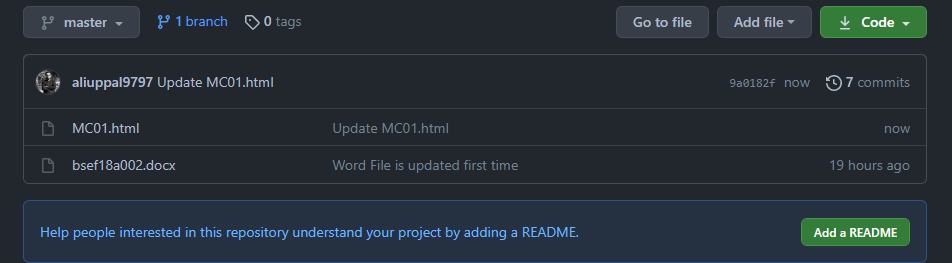 master 1 branch 0 tags Go to file Add file Code
aliuppal9797 Update MC01.html 9a0182f now 7 commits
MC01.html Update MC01.html now
bsef18a002.docx Word File is updated first time 19 hours ago
Help people interested in this repository understand your project by adding a README. Add a README